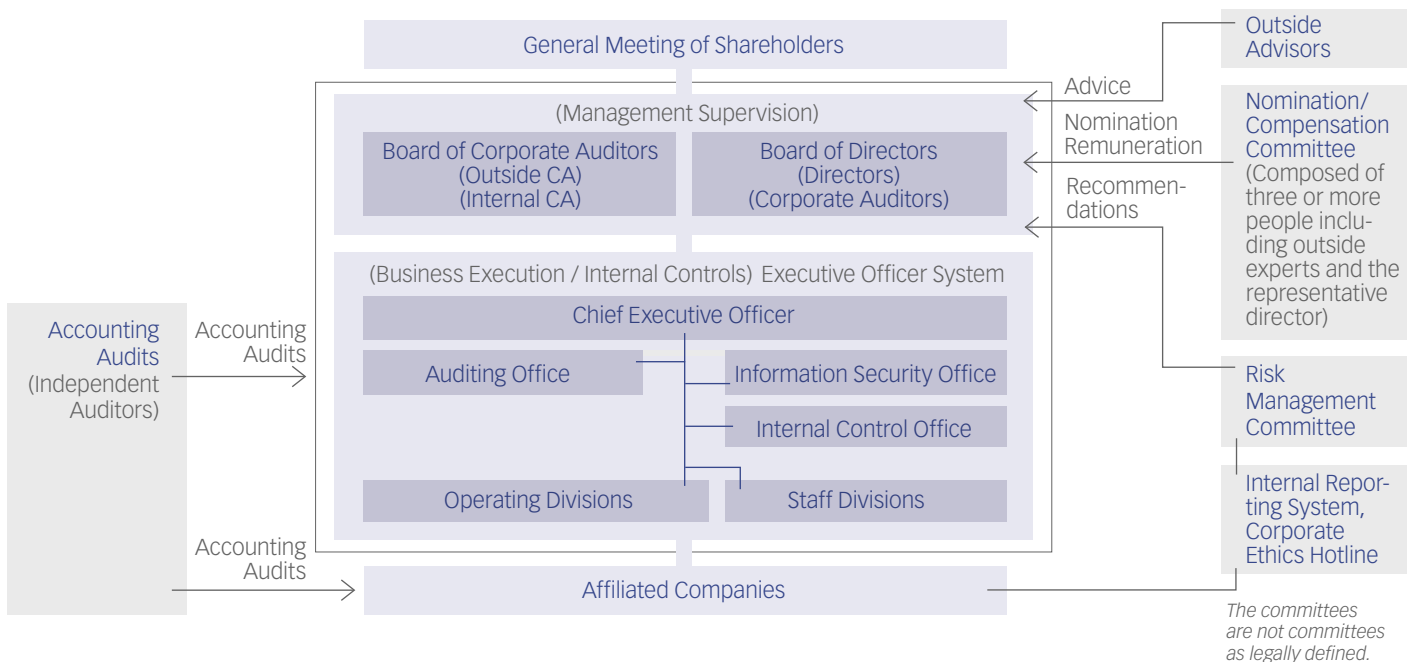 General Meeting of Shareholders
(Management Supervision)
Board of Corporate Auditors
(Outside CA)
(Internal CA)
Board of Directors
(Directors)
(Corporate Auditors)
(Business Execution / Internal Controls) Executive Officer System
Chief Executive Officer
Auditing Office
Information Security Office
Internal Control Office
Operating Divisions
Staff Divisions
Affiliated Companies
Accounting
Audits
(Independent
Auditors)
Accounting
Audits
Accounting
Audits
Advice
Nomination
Remuneration
Recommen-
dations
Outside
Advisors
Nomination/
Compensation
Committee
(Composed of
three or more
people inclu-
ding outside
experts and the
representative
director)
Risk
Management
Committee
Internal Repor-
ting System,
Corporate
Ethics Hotline
The committees
are not committees
as legally defined.